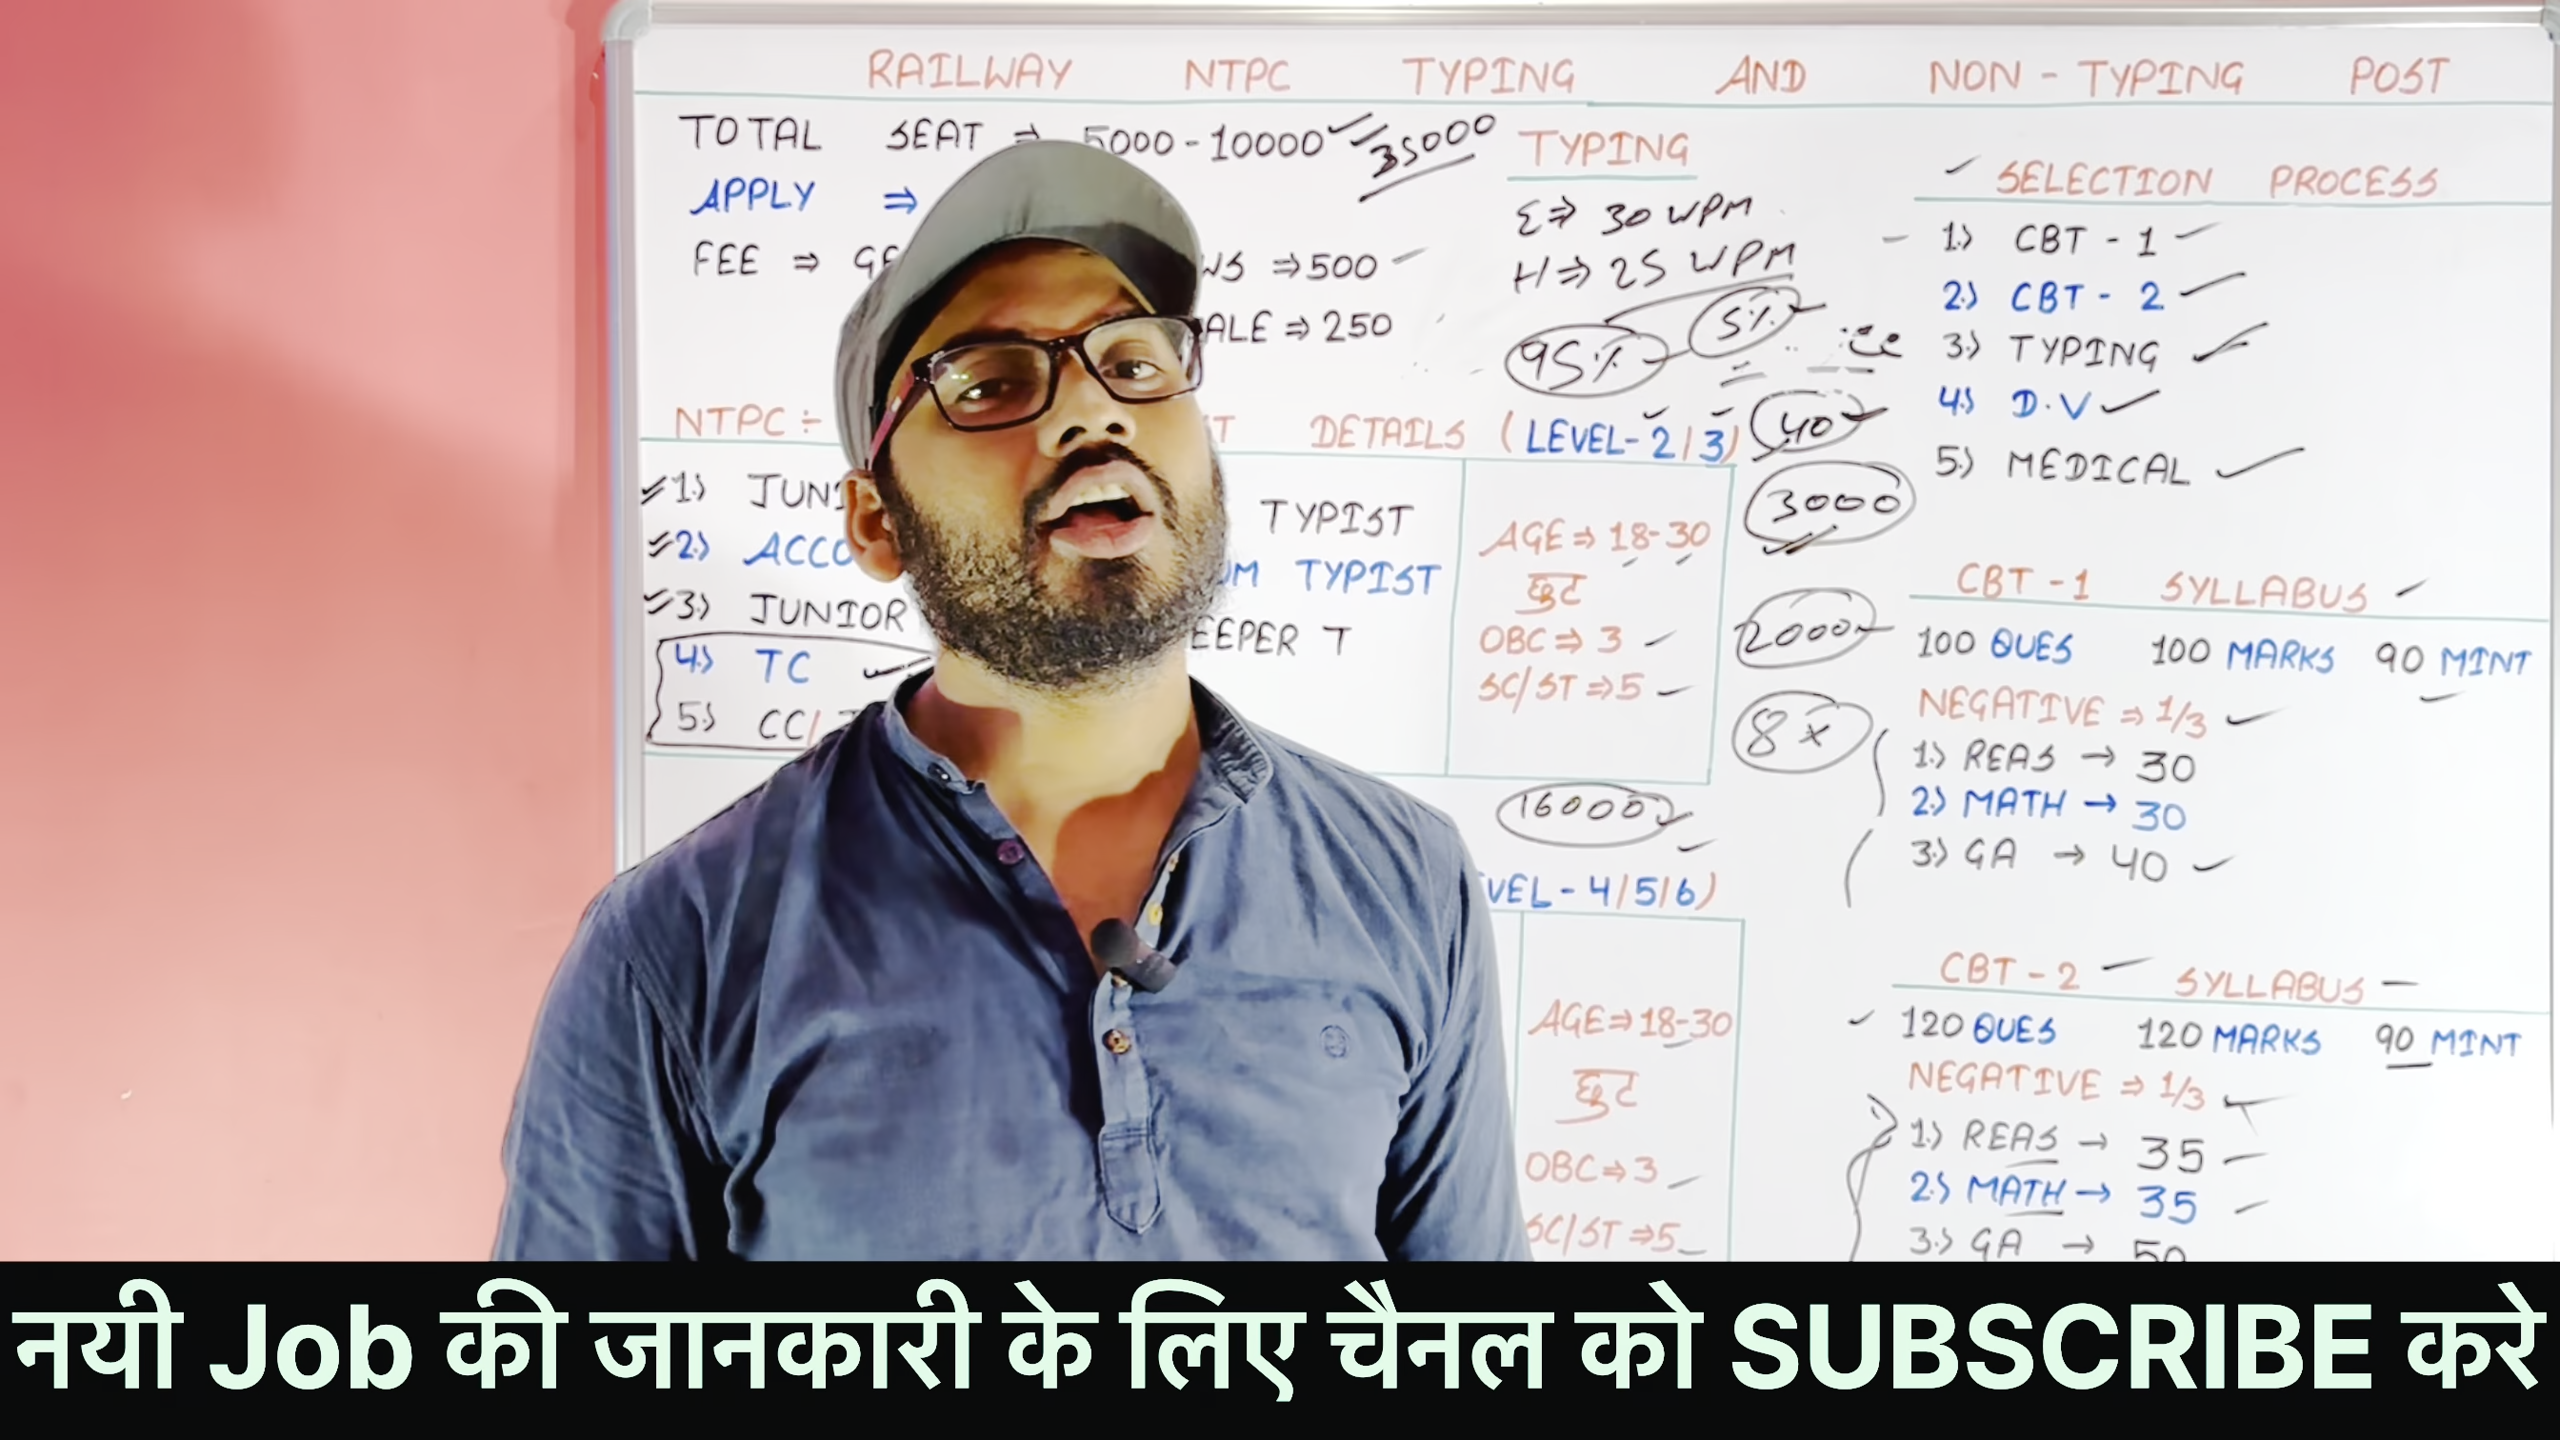 RAILWAY NTPC TYPING AND NON-TYPING POST
TOTAL SEAT ⇒ 5000-10000 35000
APPLY ⇒
FEE ⇒ GE WS ⇒ 500
ALE ⇒ 250
TYPING
E ⇒ 30 WPM
H ⇒ 25 WPM
95% 5%
NTPC ÷ T DETAILS (LEVEL-2/3)
1.) JUNI TYPIST
2.) ACCO UM TYPIST
3.) JUNIOR EEPER T
4.) TC
5.) CC/
AGE ⇒ 18-30
छुट
OBC ⇒ 3
SC/ST ⇒ 5
40
3000
2000
8x
16000
VEL-4/5/6)
AGE ⇒ 18-30
छुट
OBC ⇒ 3
SC/ST ⇒ 5
SELECTION PROCESS
1.) CBT-1
2.) CBT-2
3.) TYPING
4.) D.V
5.) MEDICAL
CBT-1 SYLLABUS
100 QUES 100 MARKS 90 MINT
NEGATIVE ⇒ 1/3
1.) REAS → 30
2.) MATH → 30
3.) GA → 40
CBT-2 SYLLABUS
120 QUES 120 MARKS 90 MINT
NEGATIVE ⇒ 1/3
1.) REAS → 35
2.) MATH → 35
3.) GA → 50
नयी Job की जानकारी के लिए चैनल को SUBSCRIBE करे